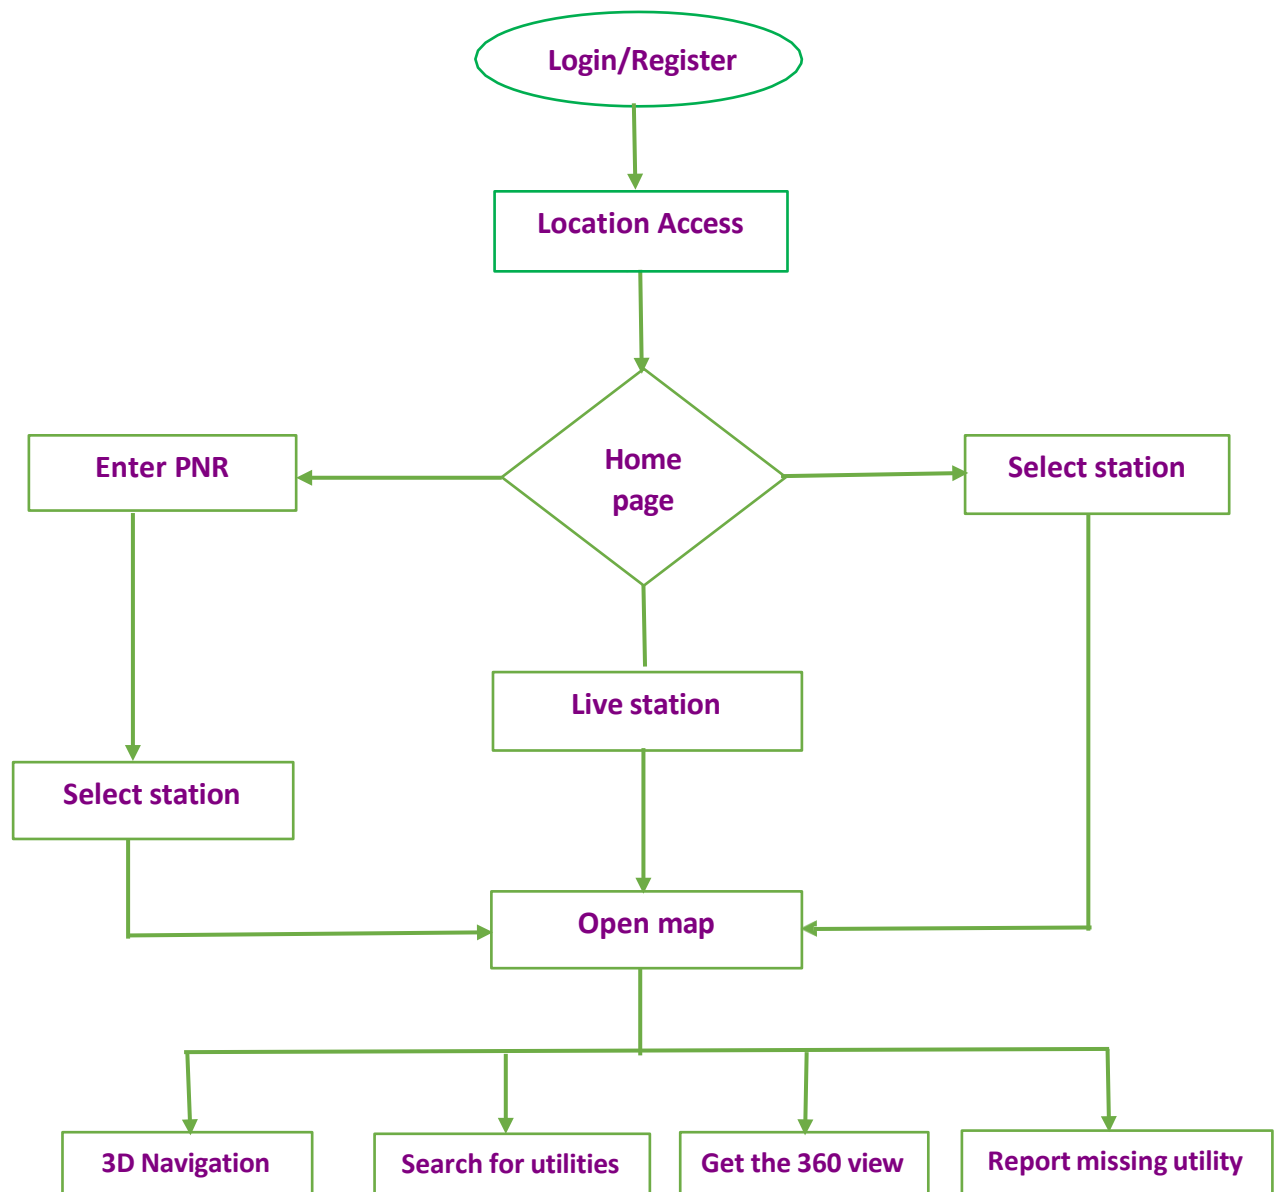 Login/Register
Location Access
Home
page
Enter PNR
Select station
Live station
Select station
Open map
3D Navigation
Search for utilities
Get the 360 view
Report missing utility